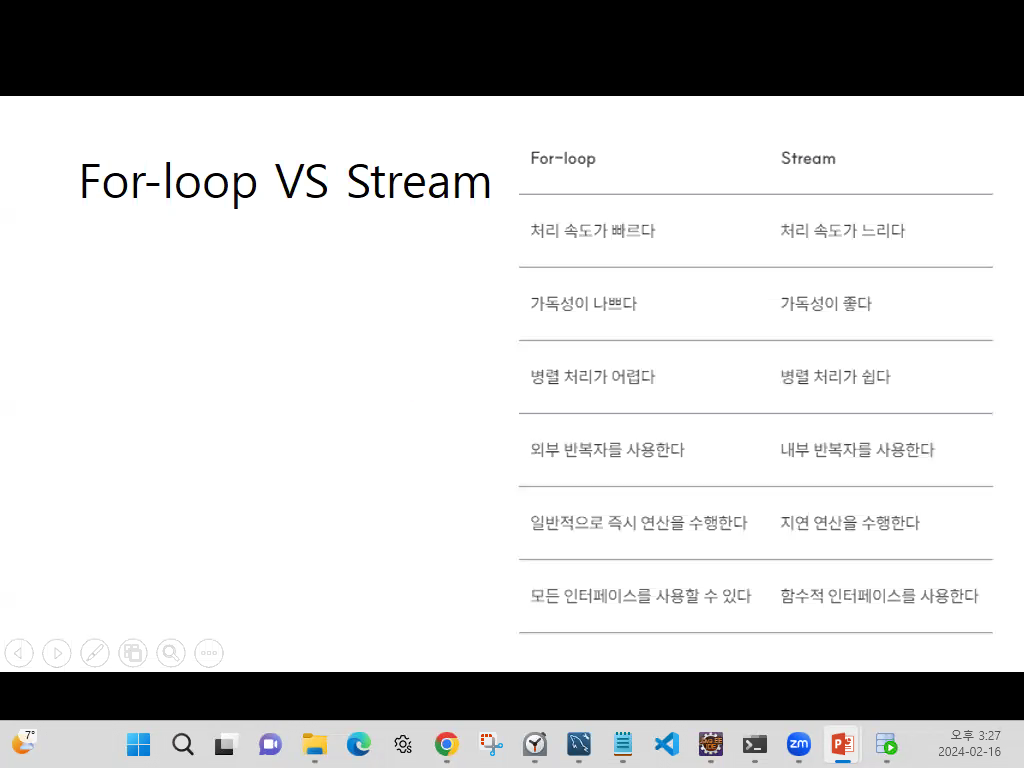 For-loop VS Stream
For-loop Stream
처리 속도가 빠르다 처리 속도가 느리다
가독성이 나쁘다 가독성이 좋다
병렬 처리가 어렵다 병렬 처리가 쉽다
외부 반복자를 사용한다 내부 반복자를 사용한다
일반적으로 즉시 연산을 수행한다 지연 연산을 수행한다
모든 인터페이스를 사용할 수 있다 함수적 인터페이스를 사용한다
7°
zm
오후 3:27
2024-02-16